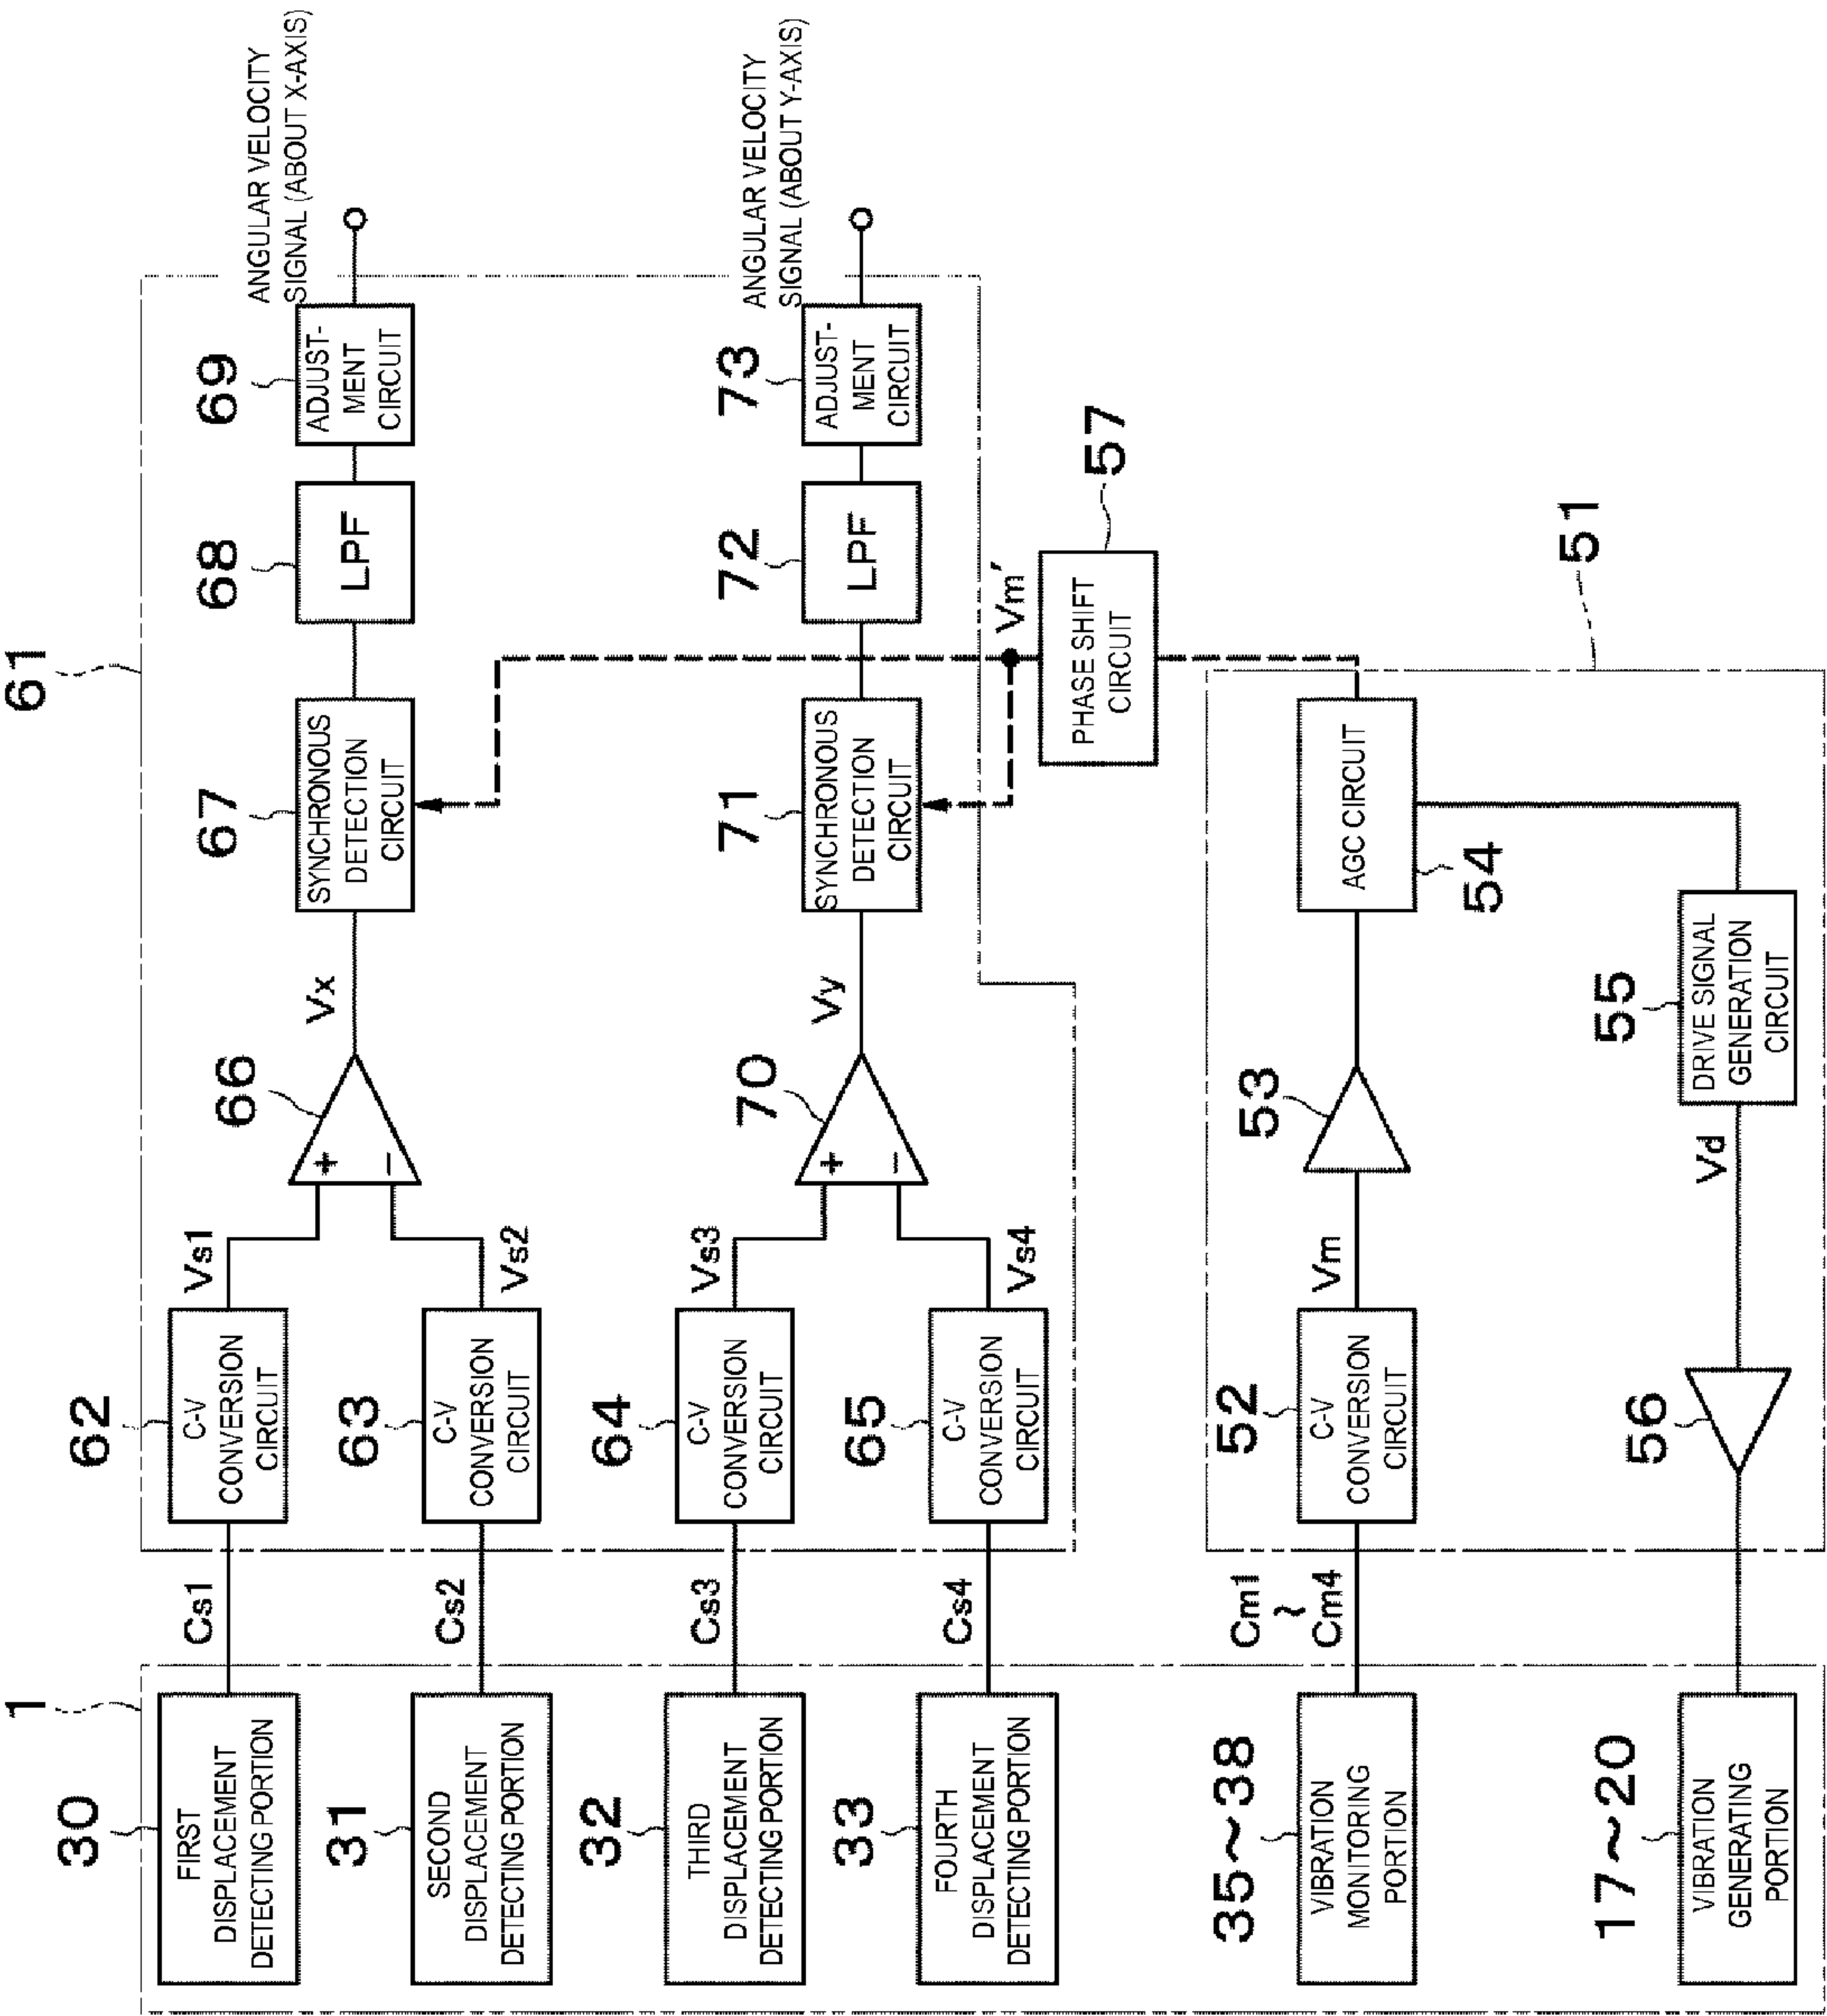 1
61
30
FIRST
DISPLACEMENT
DETECTING PORTION
Cs1
62
C-V
CONVERSION
CIRCUIT
Vs1
31
SECOND
DISPLACEMENT
DETECTING PORTION
Cs2
63
C-V
CONVERSION
CIRCUIT
Vs2
66
+
−
Vx
67
SYNCHRONOUS
DETECTION
CIRCUIT
68
LPF
69
ADJUST-
MENT
CIRCUIT
ANGULAR VELOCITY
SIGNAL (ABOUT X-AXIS)
32
THIRD
DISPLACEMENT
DETECTING PORTION
Cs3
64
C-V
CONVERSION
CIRCUIT
Vs3
33
FOURTH
DISPLACEMENT
DETECTING PORTION
Cs4
65
C-V
CONVERSION
CIRCUIT
Vs4
70
+
−
Vy
71
SYNCHRONOUS
DETECTION
CIRCUIT
72
LPF
73
ADJUST-
MENT
CIRCUIT
ANGULAR VELOCITY
SIGNAL (ABOUT Y-AXIS)
Vm'
PHASE SHIFT
CIRCUIT
57
35~38
VIBRATION
MONITORING
PORTION
Cm1
~
Cm4
52
C-V
CONVERSION
CIRCUIT
Vm
53
AGC CIRCUIT
54
51
17~20
VIBRATION
GENERATING
PORTION
56
Vd
55
DRIVE SIGNAL
GENERATION
CIRCUIT